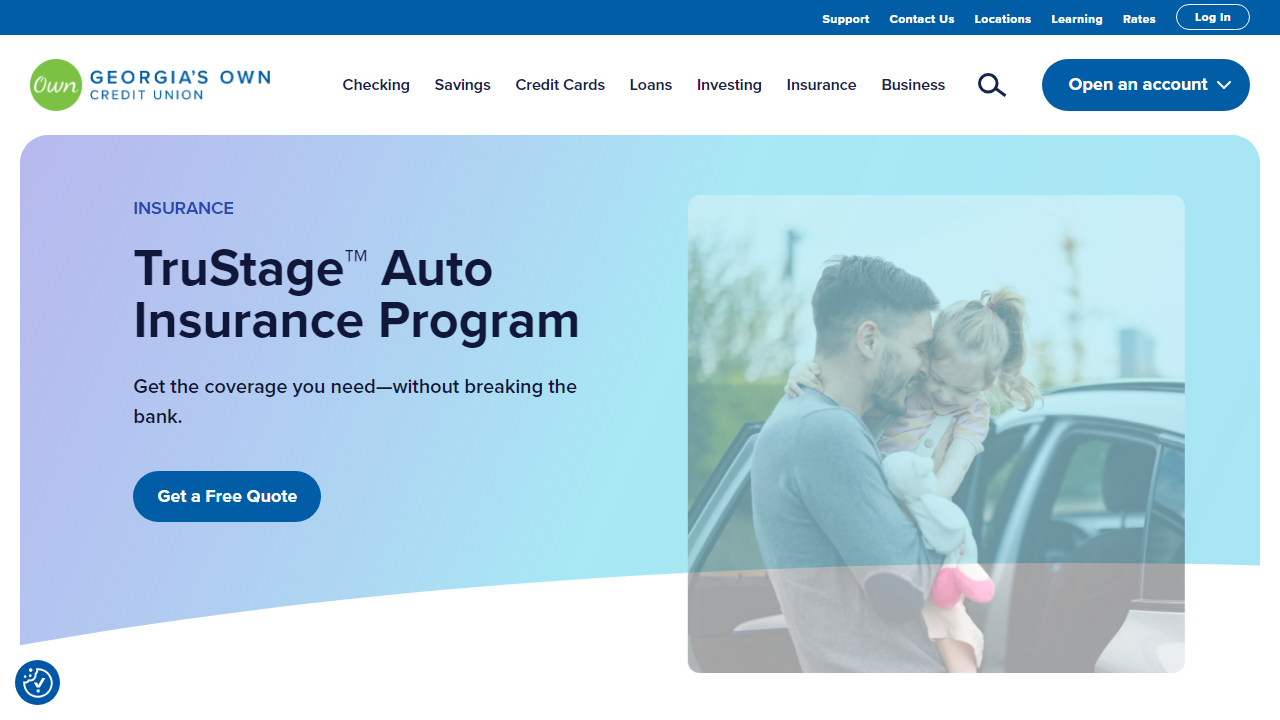 Support Contact Us Locations Learning Rates Log In
Own GEORGIA'S OWN
CREDIT UNION
Checking Savings Credit Cards Loans Investing Insurance Business Open an account
INSURANCE
TruStage™ Auto
Insurance Program
Get the coverage you need—without breaking the
bank.
Get a Free Quote